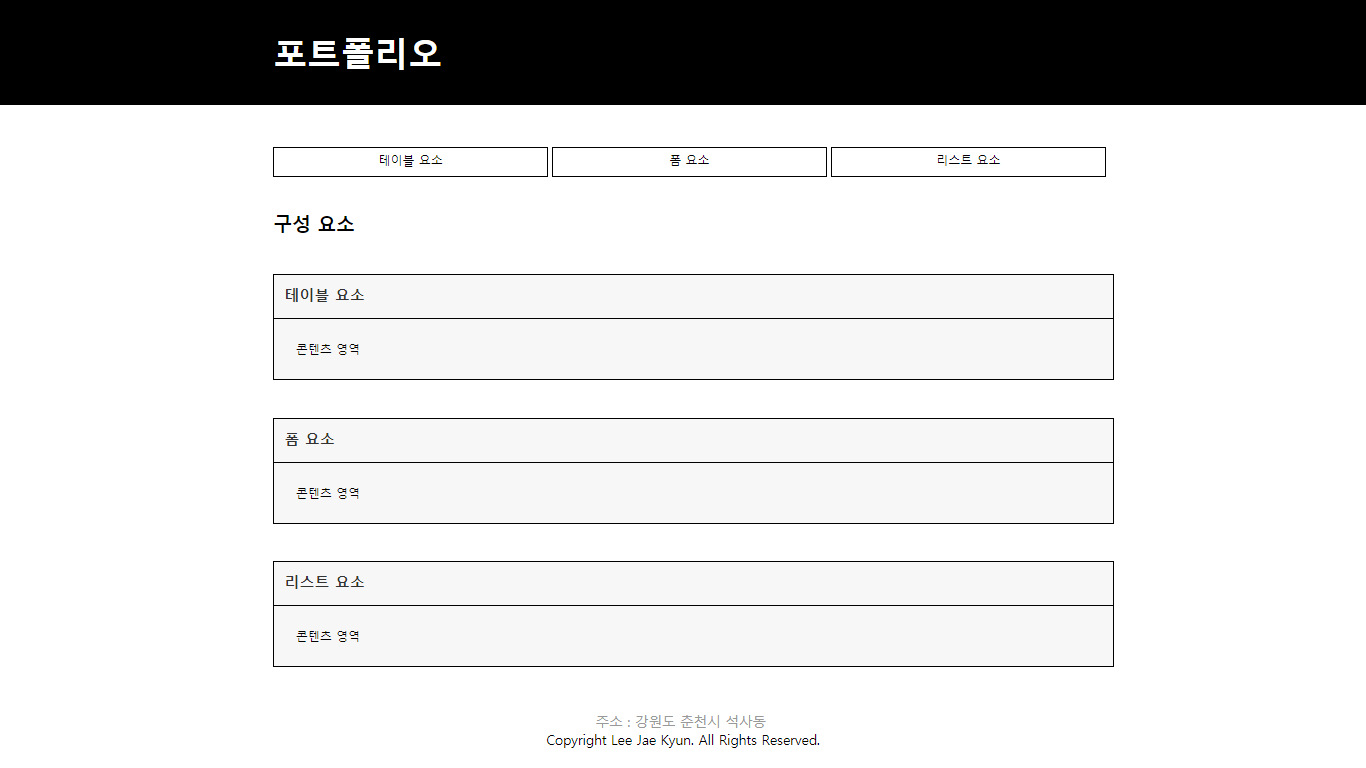 포트폴리오
테이블 요소 폼 요소 리스트 요소
구성 요소
테이블 요소
콘텐츠 영역
폼 요소
콘텐츠 영역
리스트 요소
콘텐츠 영역
주소 : 강원도 춘천시 석사동
Copyright Lee Jae Kyun. All Rights Reserved.